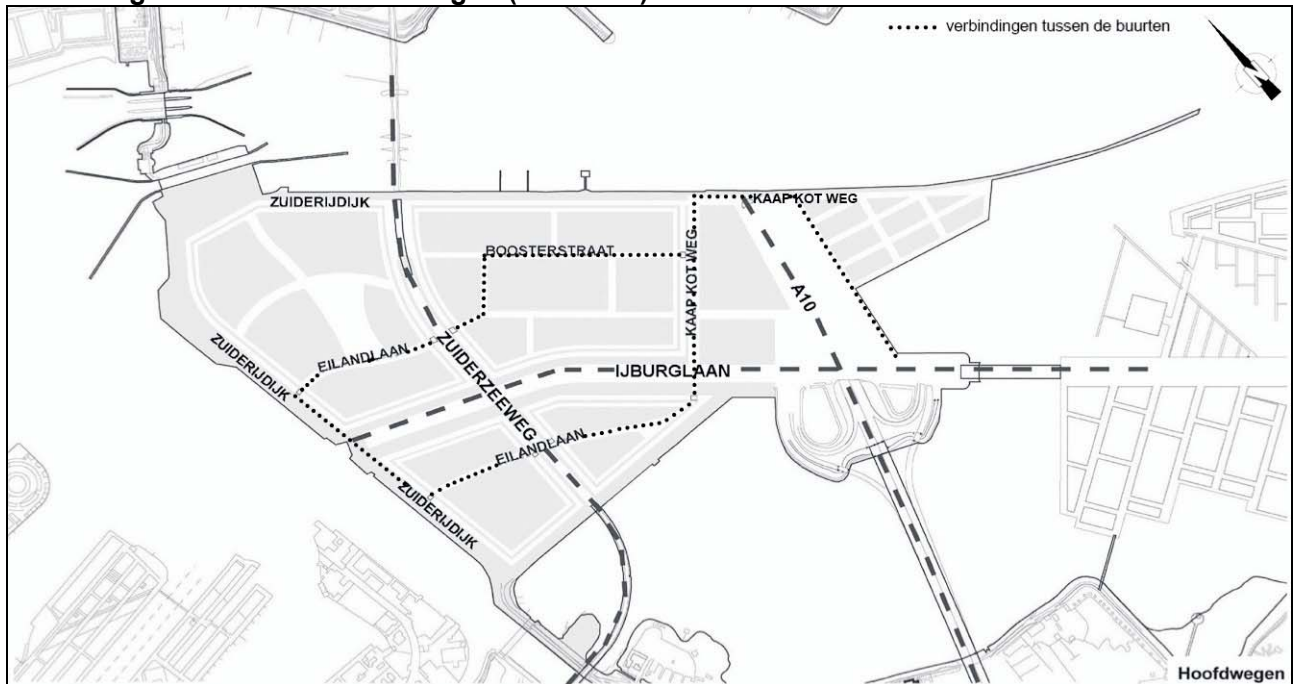 verbindingen tussen de buurten
ZUIDERIJDIJK
KAAP KOT WEG
BOOSTERSTRAAT
KAAP KOT WEG
A10
EILANDLAAN
ZUIDERZEEWEG
ZUIDERIJDIJK
IJBURGLAAN
EILANDLAAN
ZUIDERIJDIJK
Hoofdwegen